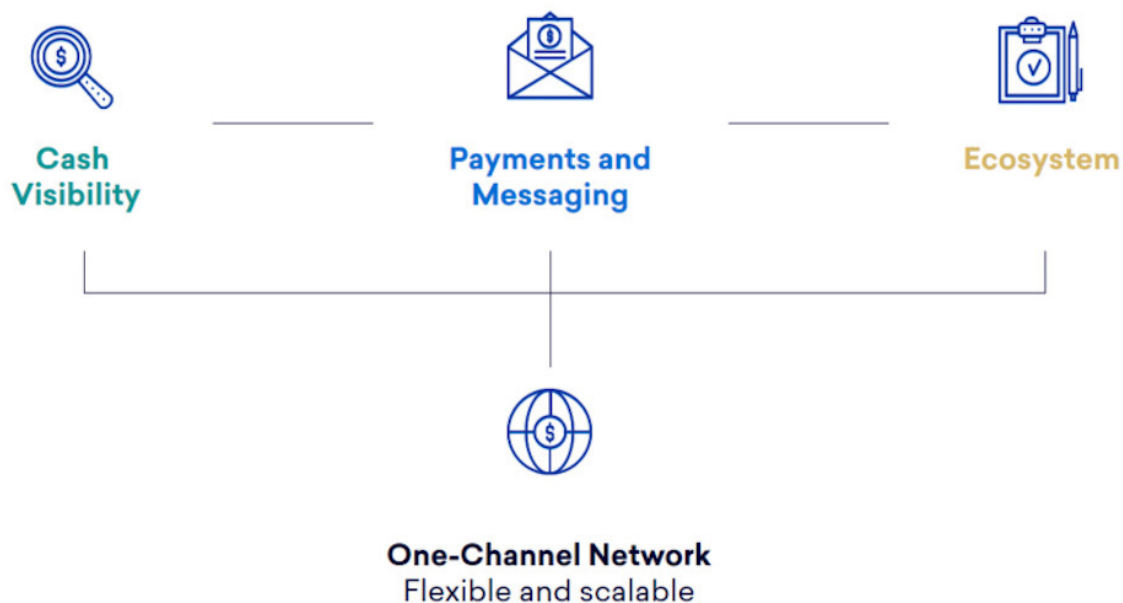 Cash
Visibility
Payments and
Messaging
Ecosystem
One-Channel Network
Flexible and scalable